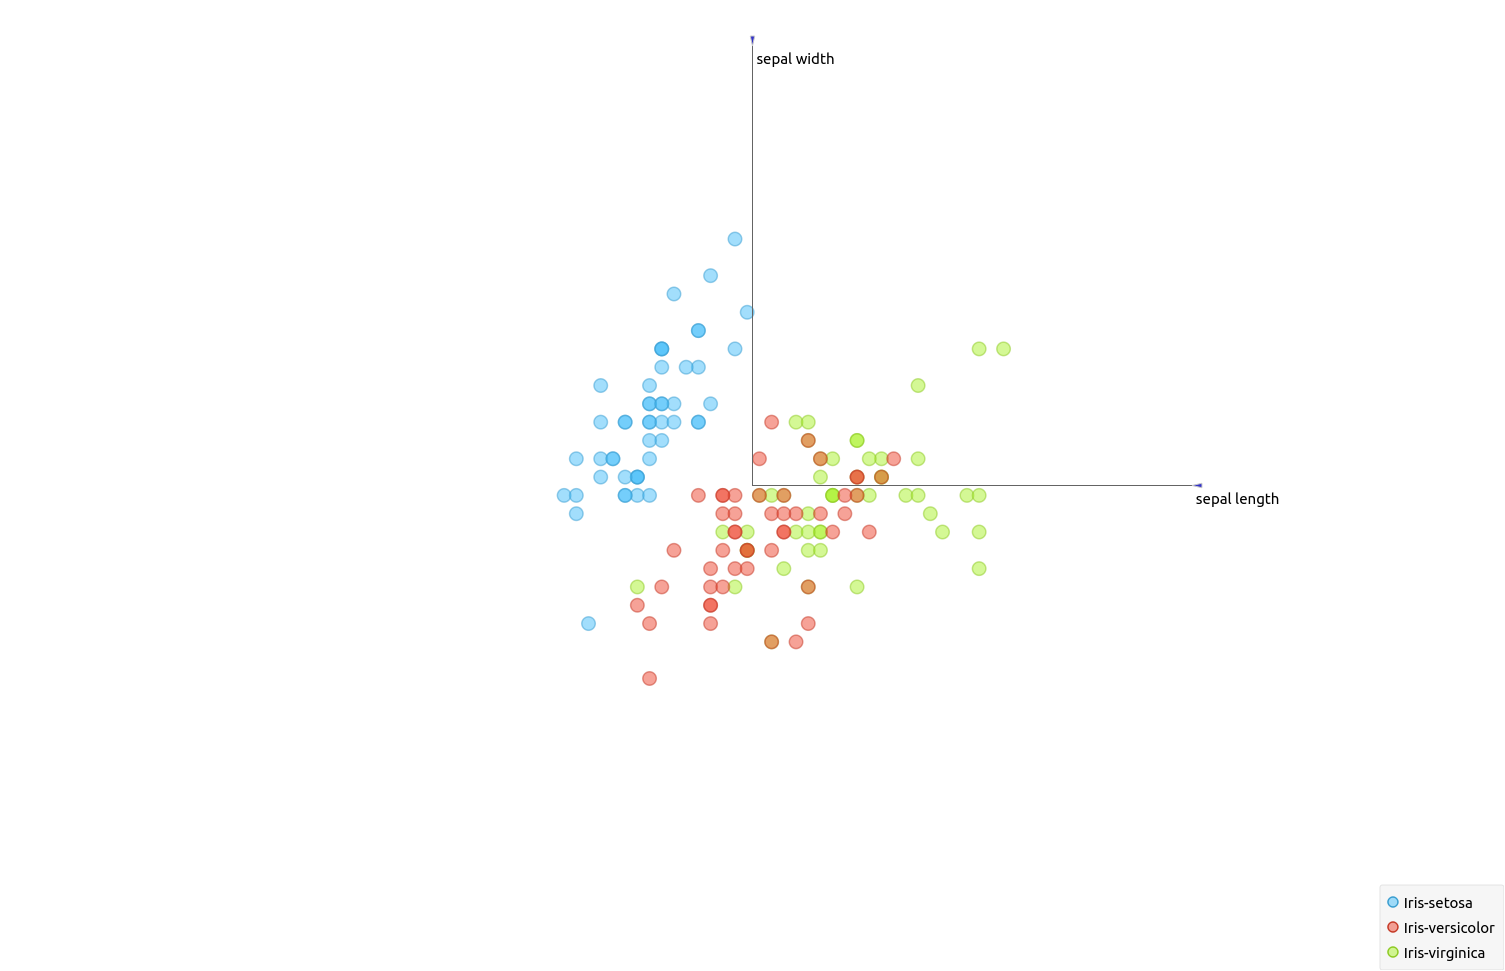 sepal width
sepal length
Iris-setosa
Iris-versicolor
Iris-virginica